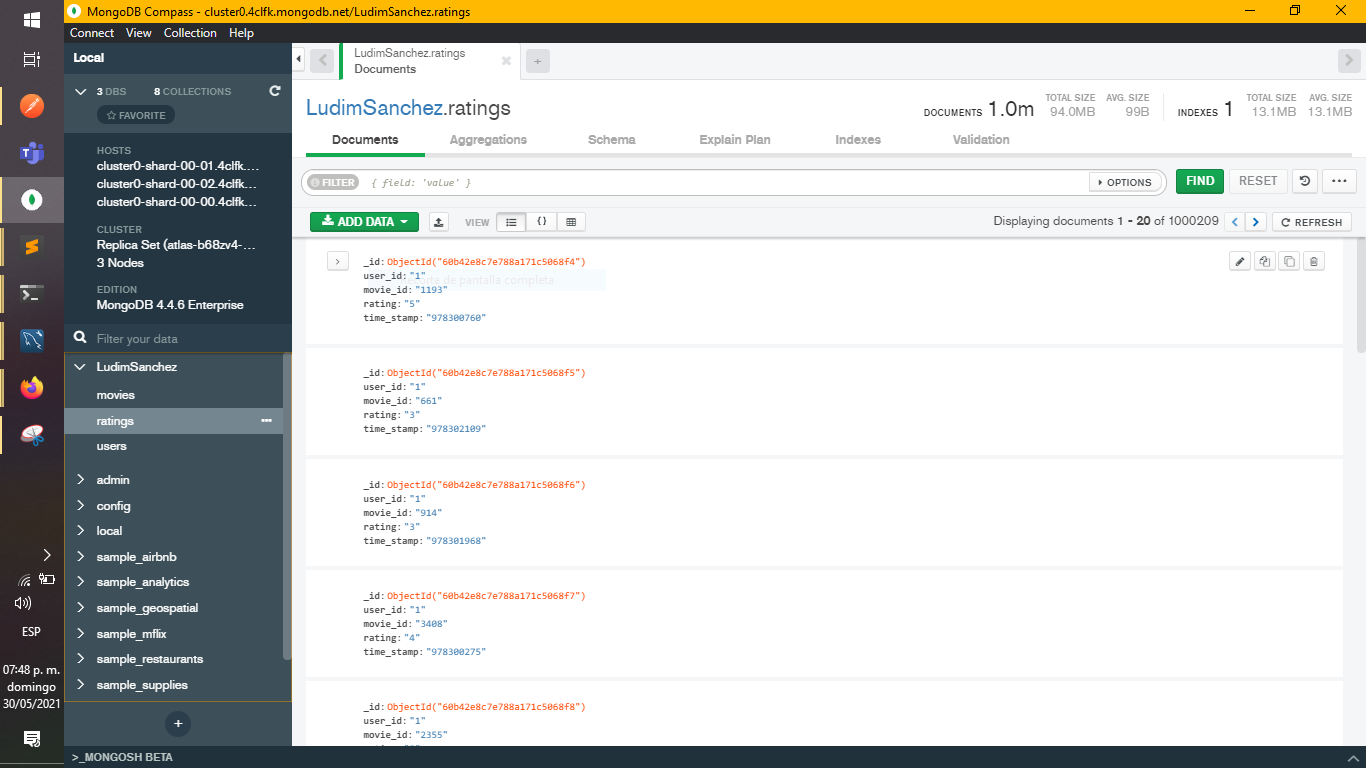 MongoDB Compass - cluster0.4clfk.mongodb.net/LudimSanchez.ratings
Connect View Collection Help
Local
3 DBS 8 COLLECTIONS
FAVORITE
HOSTS
cluster0-shard-00-01.4clfk....
cluster0-shard-00-02.4clfk...
cluster0-shard-00-00.4clfk...
CLUSTER
Replica Set (atlas-b68zv4-...
3 Nodes
EDITION
MongoDB 4.4.6 Enterprise
Filter your data
LudimSanchez
movies
ratings
users
admin
config
local
sample_airbnb
sample_analytics
sample_geospatial
sample_mflix
sample_restaurants
sample_supplies
>_MONGOSH BETA
ESP
07:48 p. m.
domingo
30/05/2021
LudimSanchez.ratings
Documents
LudimSanchez.ratings
DOCUMENTS 1.0m
TOTAL SIZE
94.0MB
AVG. SIZE
99B
INDEXES 1
TOTAL SIZE
13.1MB
AVG. SIZE
13.1MB
Documents Aggregations Schema Explain Plan Indexes Validation
FILTER { field: 'value' } OPTIONS FIND RESET
ADD DATA VIEW { } Displaying documents 1 - 20 of 1000209 REFRESH
_id: ObjectId("60b42e8c7e788a171c5068f4")
user_id: "1"
Recorte de pantalla completa
movie_id: "1193"
rating: "5"
time_stamp: "978300760"
_id: ObjectId("60b42e8c7e788a171c5068f5")
user_id: "1"
movie_id: "661"
rating: "3"
time_stamp: "978302109"
_id: ObjectId("60b42e8c7e788a171c5068f6")
user_id: "1"
movie_id: "914"
rating: "3"
time_stamp: "978301968"
_id: ObjectId("60b42e8c7e788a171c5068f7")
user_id: "1"
movie_id: "3408"
rating: "4"
time_stamp: "978300275"
_id: ObjectId("60b42e8c7e788a171c5068f8")
user_id: "1"
movie_id: "2355"